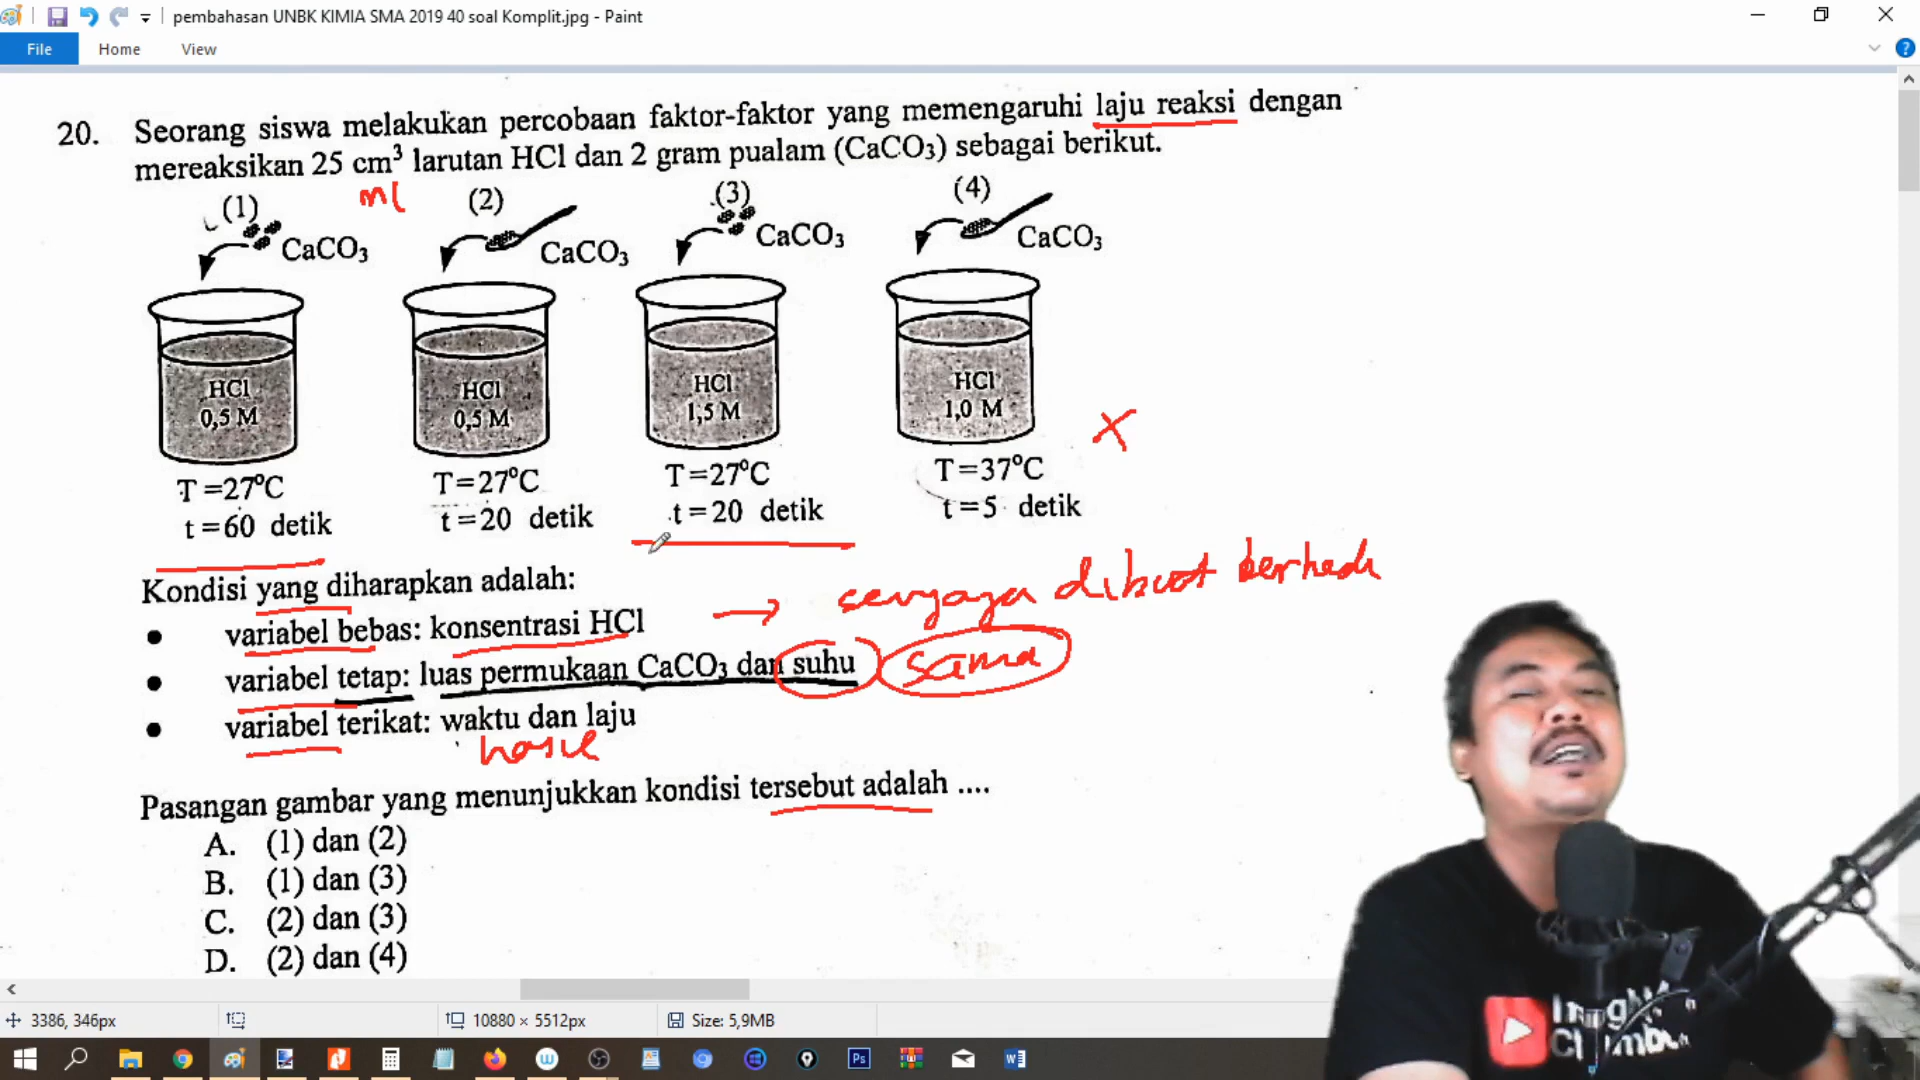 pembahasan UNBK KIMIA SMA 2019 40 soal Komplit.jpg - Paint
File Home View
20. Seorang siswa melakukan percobaan faktor-faktor yang memengaruhi laju reaksi dengan
mereaksikan 25 cm³ larutan HCl dan 2 gram pualam (CaCO₃) sebagai berikut.
ml
(1) (2) (3) (4)
CaCO₃ CaCO₃ CaCO₃ CaCO₃
HCl HCl HCl HCl
0,5 M 0,5 M 1,5 M 1,0 M
X
T=27°C T=27°C T=27°C T=37°C
t=60 detik t=20 detik t=20 detik t=5 detik
Kondisi yang diharapkan adalah:
• variabel bebas: konsentrasi HCl → dibuat
• variabel tetap: luas permukaan CaCO₃ dan suhu sama
• variabel terikat: waktu dan laju
hasil
Pasangan gambar yang menunjukkan kondisi tersebut adalah ....
A. (1) dan (2)
B. (1) dan (3)
C. (2) dan (3)
D. (2) dan (4)
3386, 346px 10880 × 5512px Size: 5,9MB
Ps